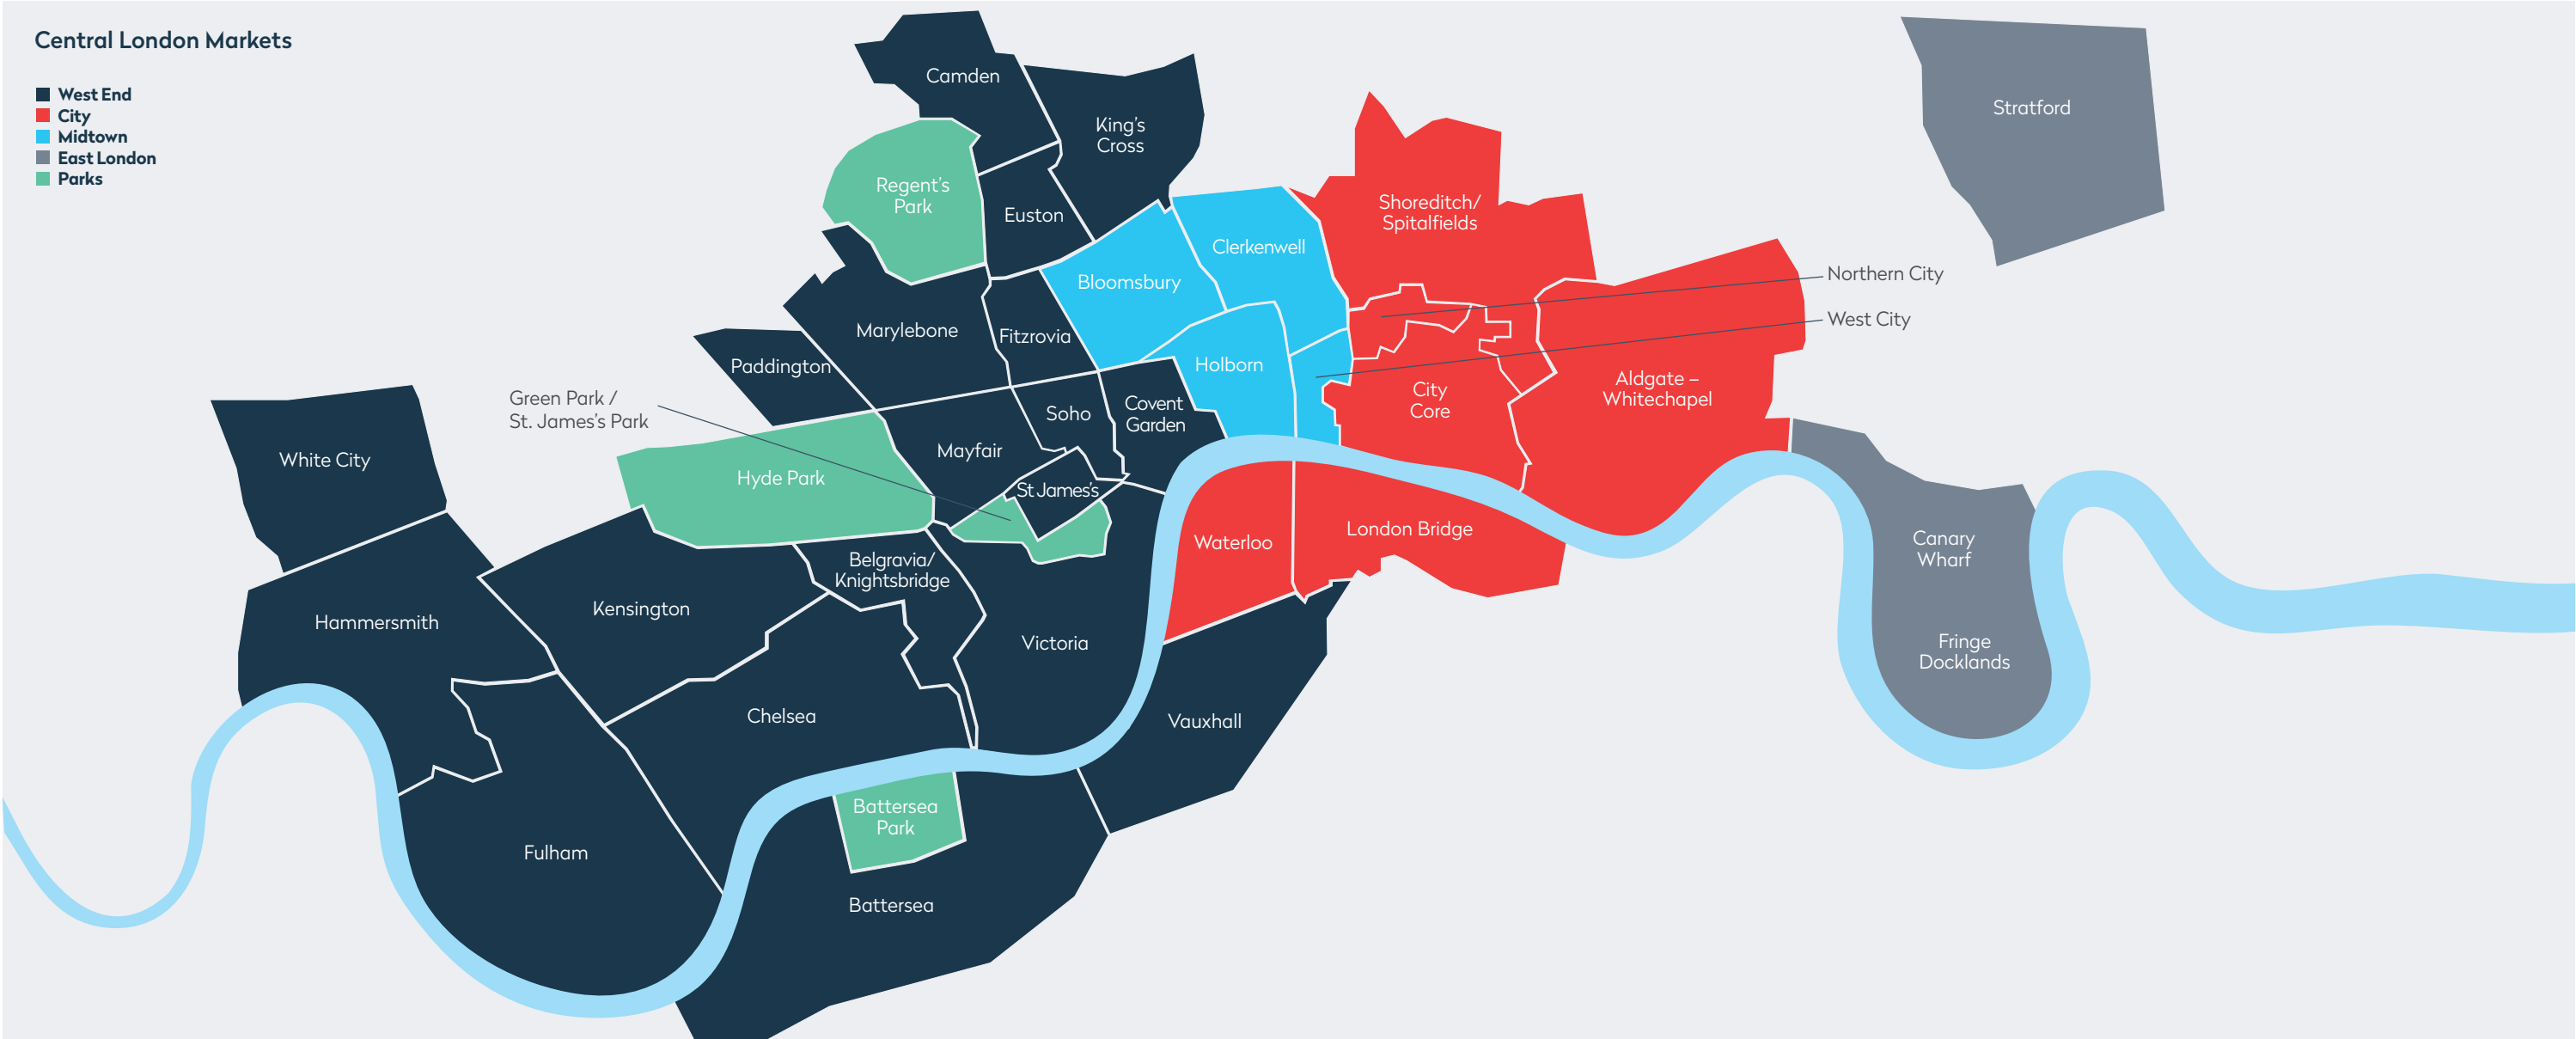 Central London Markets
West End
City
Midtown
East London
Parks
Camden
King's
Cross
Stratford
Regent's
Park
Euston
Shoreditch/
Spitalfields
Clerkenwell
Bloomsbury
Northern City
West City
Marylebone
Fitzrovia
Paddington
Holborn
City
Core
Aldgate –
Whitechapel
Green Park /
St. James's Park
Soho
Covent
Garden
White City
Mayfair
Hyde Park
St James's
Waterloo
London Bridge
Canary
Wharf
Belgravia/
Knightsbridge
Kensington
Hammersmith
Victoria
Fringe
Docklands
Chelsea
Vauxhall
Battersea
Park
Fulham
Battersea